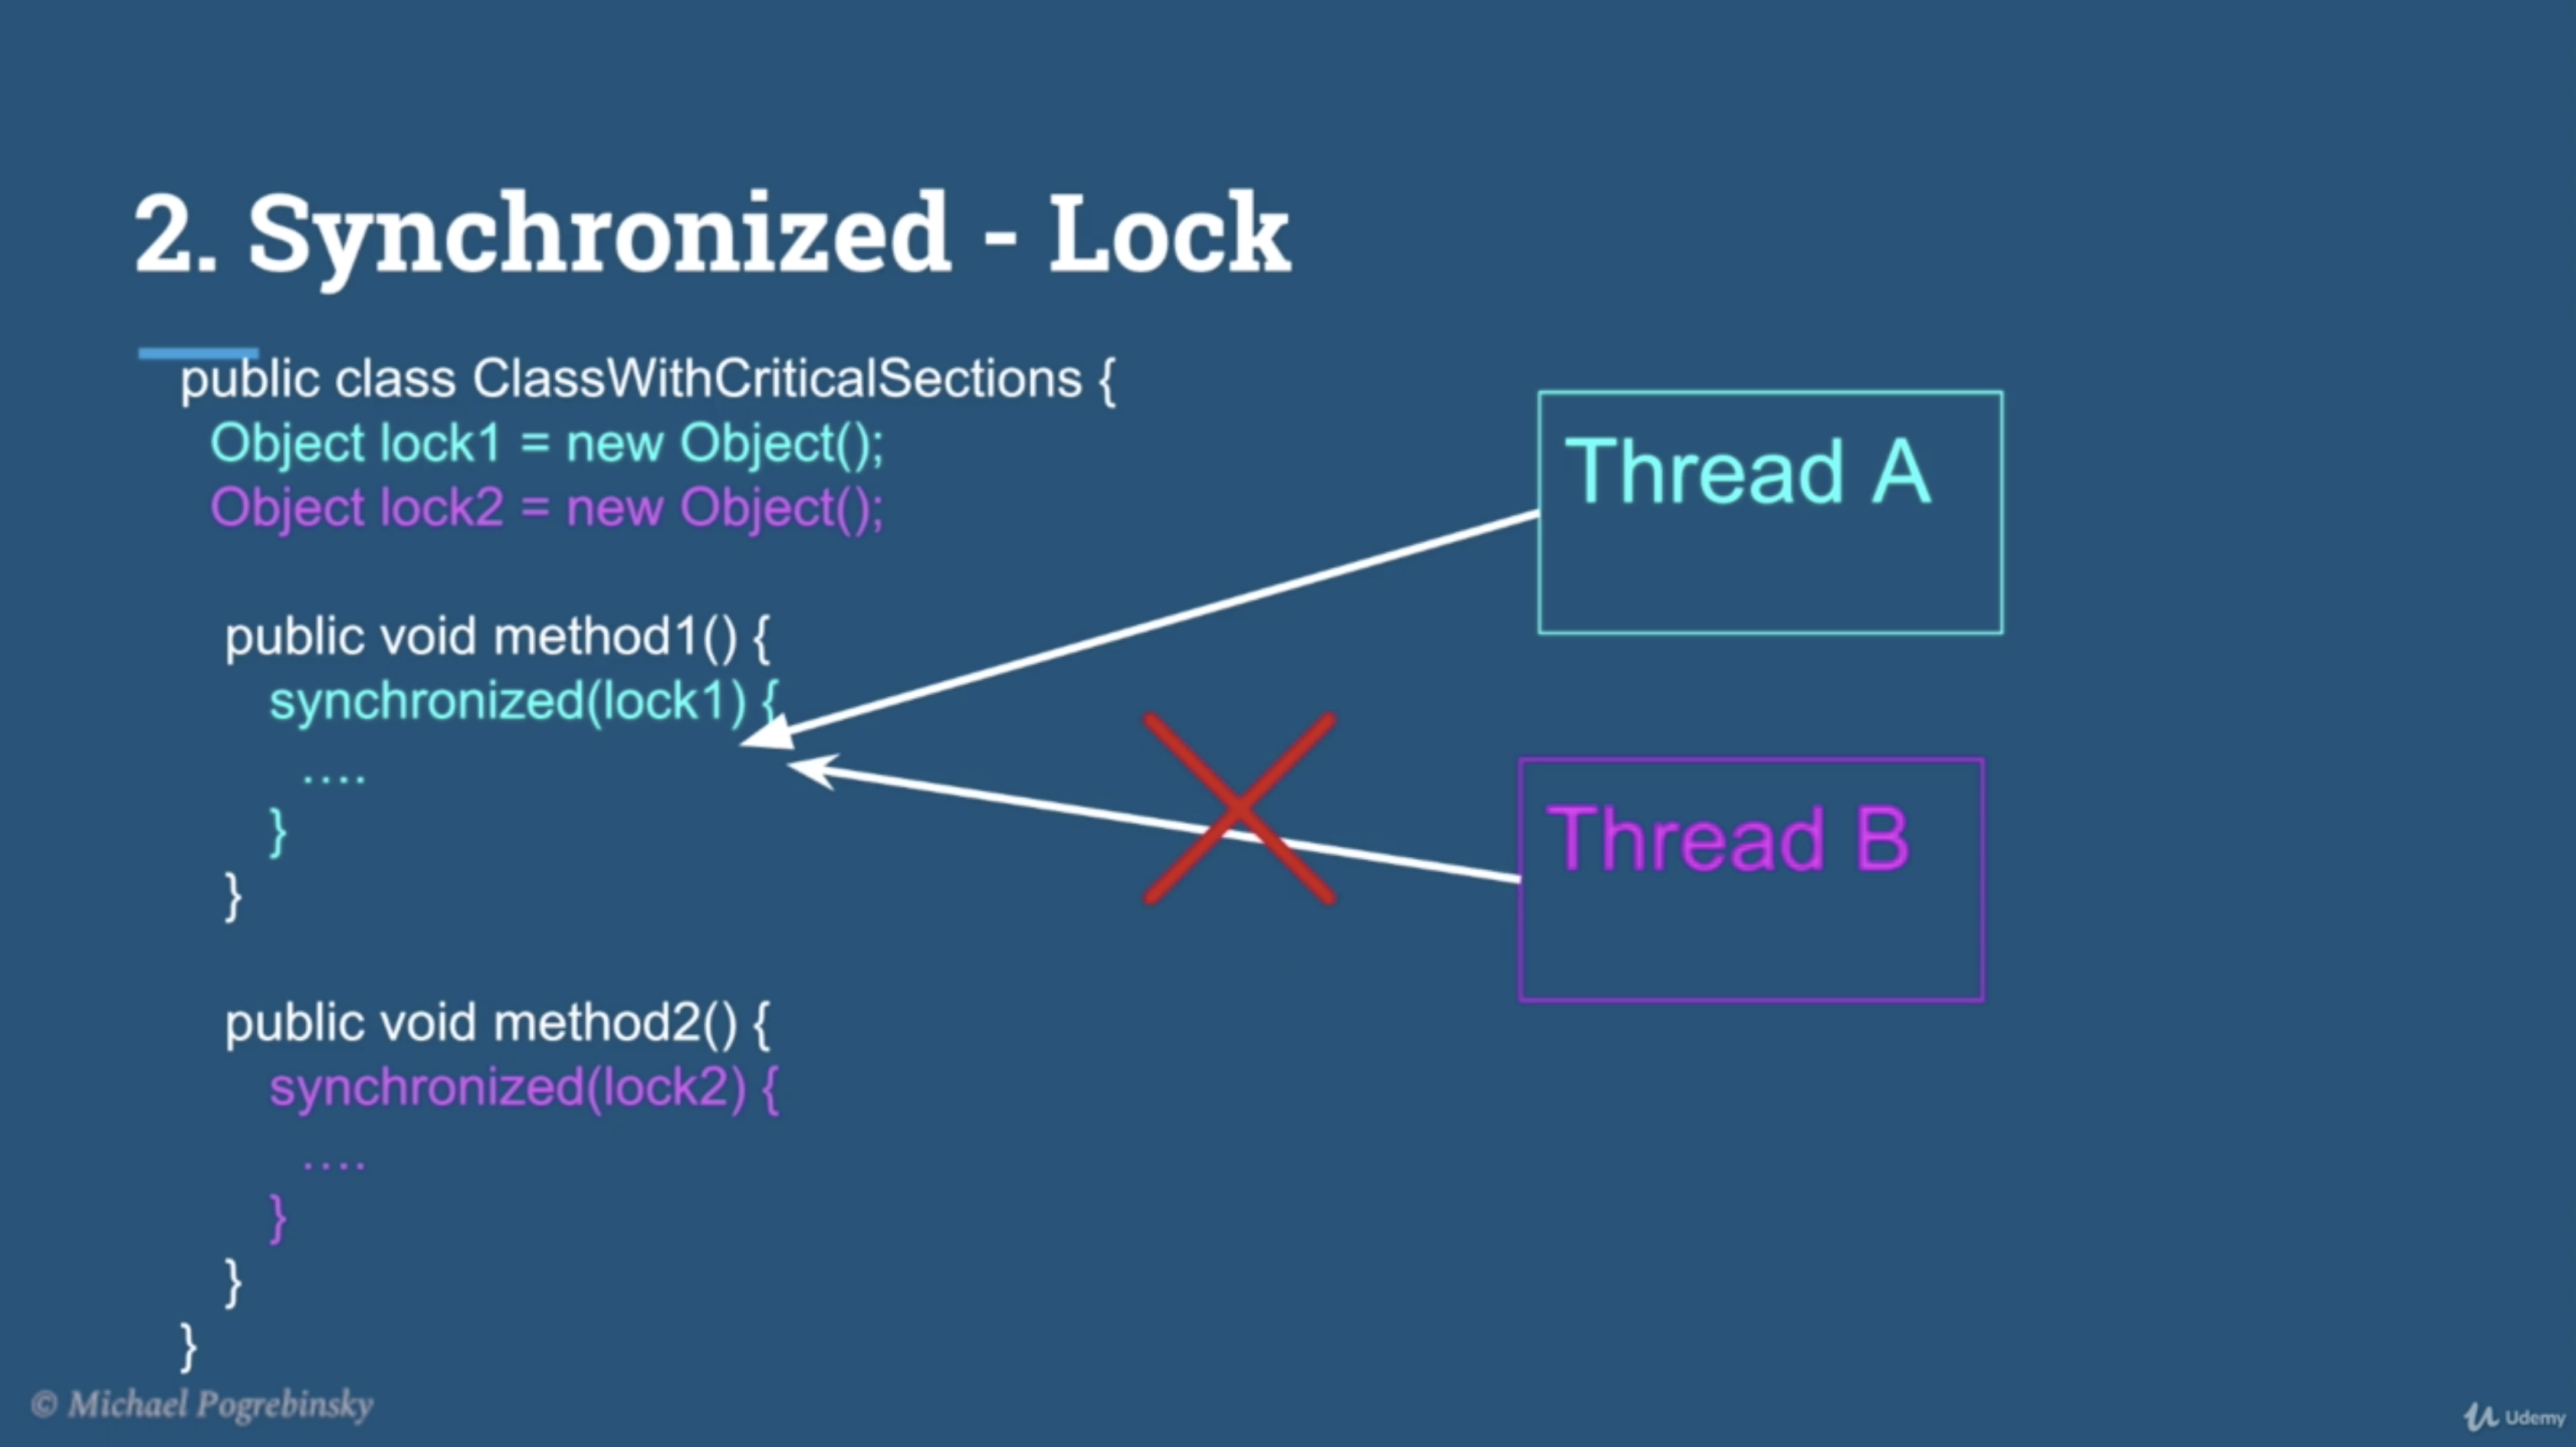 2. Synchronized - Lock
public class ClassWithCriticalSections {
Object lock1 = new Object();
Object lock2 = new Object();
public void method1() {
synchronized(lock1) {
....
}
}
public void method2() {
synchronized(lock2) {
....
}
}
}
Thread A
Thread B
© Michael Pogrebinsky
Udemy